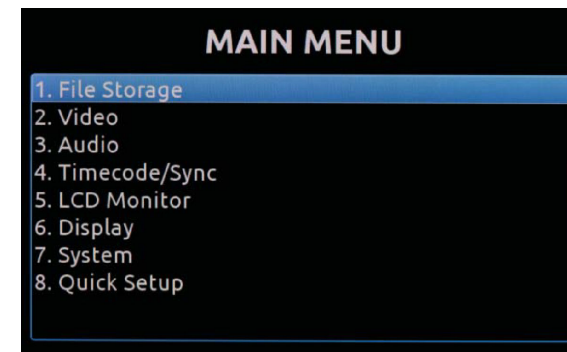 MAIN MENU
1. File Storage
2. Video
3. Audio
4. Timecode/Sync
5. LCD Monitor
6. Display
7. System
8. Quick Setup